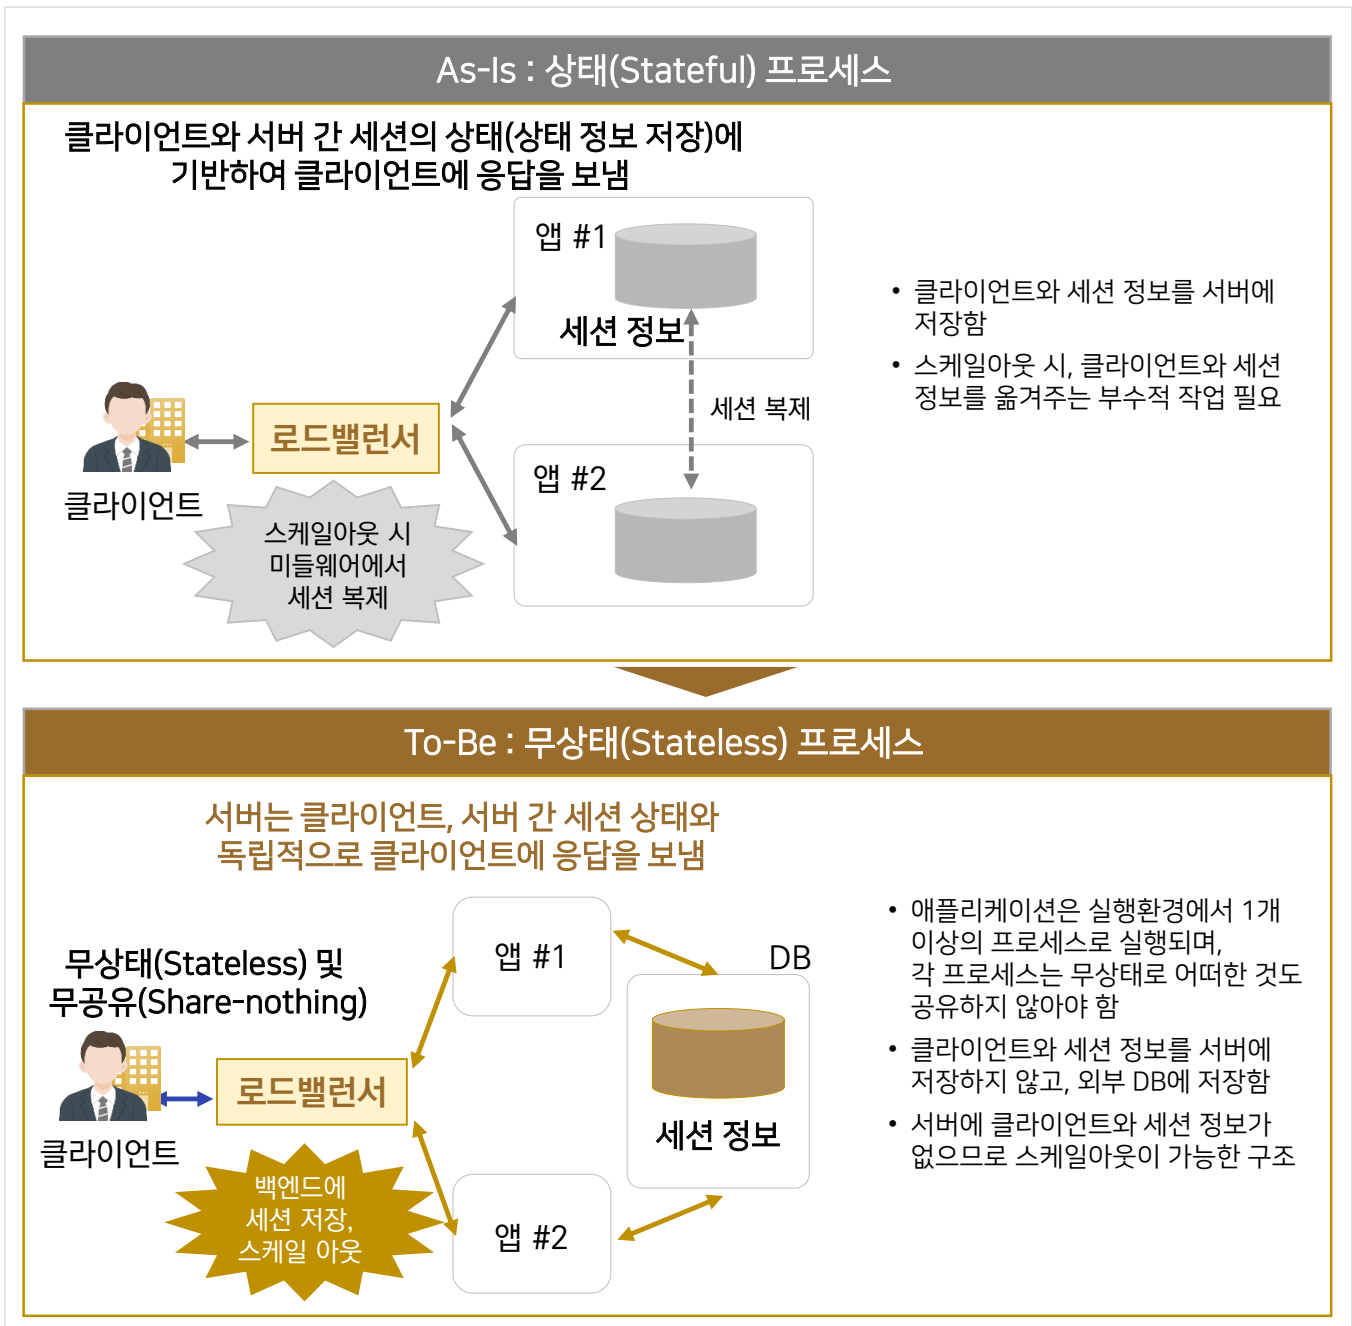 As-Is : 상태(Stateful) 프로세스
클라이언트와 서버 간 세션의 상태(상태 정보 저장)에
기반하여 클라이언트에 응답을 보냄
앱 #1
세션 정보
세션 복제
앱 #2
로드밸런서
클라이언트
스케일아웃 시
미들웨어에서
세션 복제
• 클라이언트와 세션 정보를 서버에
저장함
• 스케일아웃 시, 클라이언트와 세션
정보를 옮겨주는 부수적 작업 필요
To-Be : 무상태(Stateless) 프로세스
서버는 클라이언트, 서버 간 세션 상태와
독립적으로 클라이언트에 응답을 보냄
무상태(Stateless) 및
무공유(Share-nothing)
앱 #1
DB
세션 정보
로드밸런서
클라이언트
백엔드에
세션 저장,
스케일 아웃
앱 #2
• 애플리케이션은 실행환경에서 1개
이상의 프로세스로 실행되며,
각 프로세스는 무상태로 어떠한 것도
공유하지 않아야 함
• 클라이언트와 세션 정보를 서버에
저장하지 않고, 외부 DB에 저장함
• 서버에 클라이언트와 세션 정보가
없으므로 스케일아웃이 가능한 구조